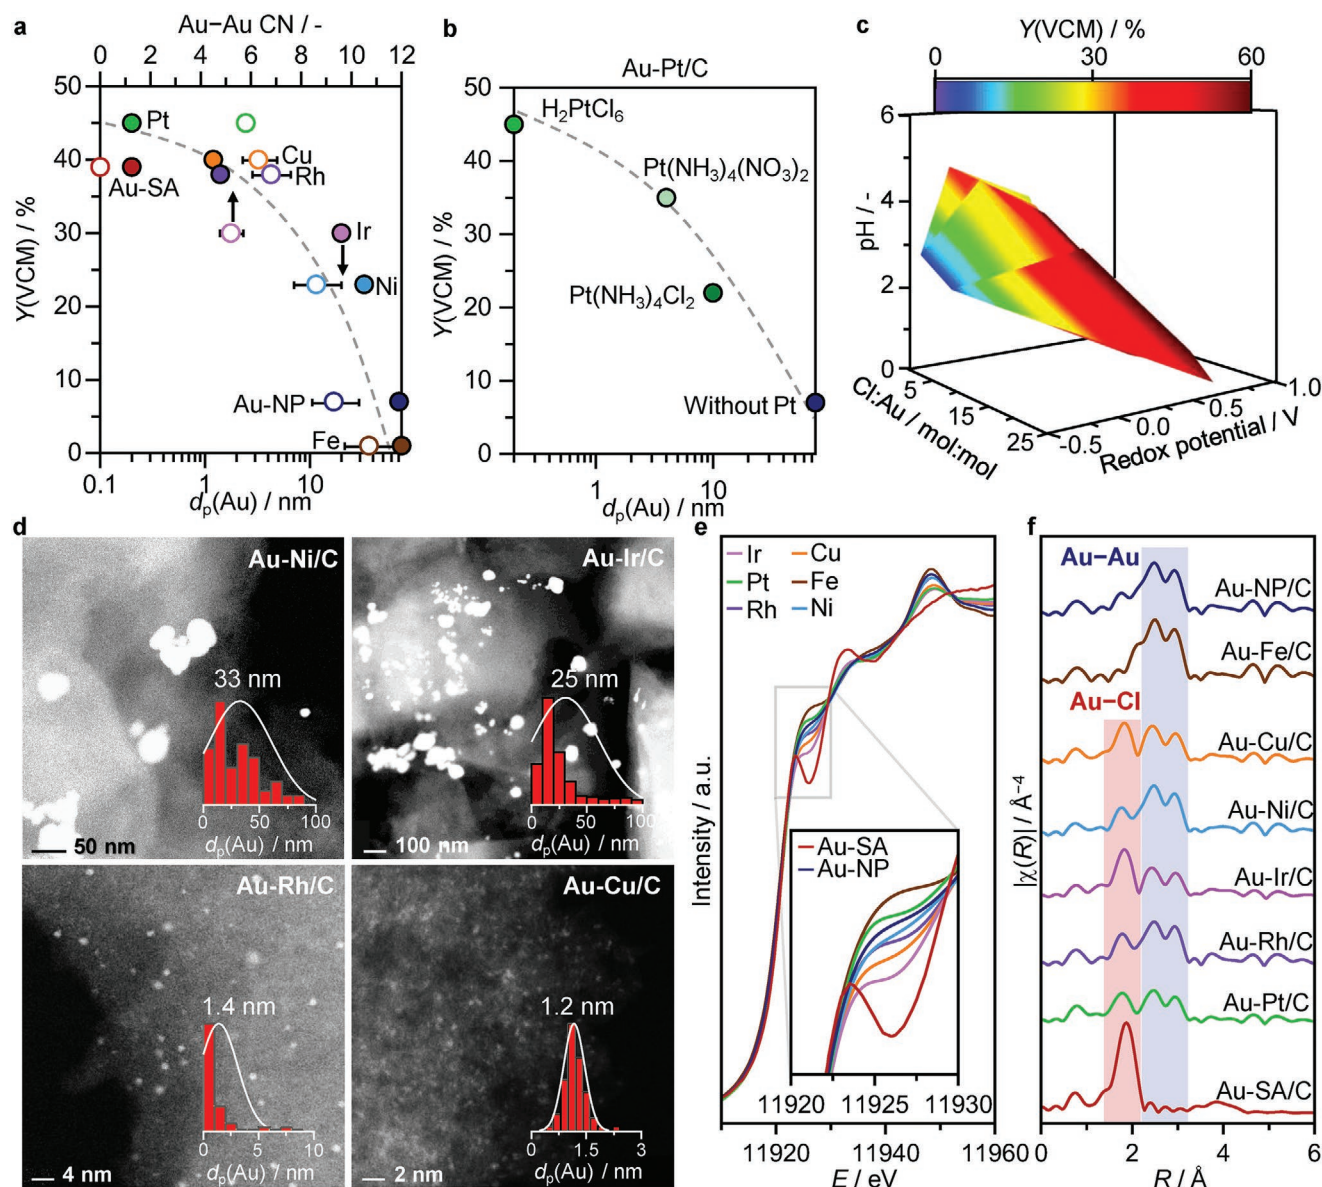 a
Au−Au CN / -
0 2 4 6 8 10 12
50
40
30
20
10
0
Y(VCM) / %
Pt
Cu
Rh
Au-SA
Ir
Ni
Au-NP
Fe
0.1 1 10
dp(Au) / nm
b
Au-Pt/C
50
40
30
20
10
0
Y(VCM) / %
H2PtCl6
Pt(NH3)4(NO3)2
Pt(NH3)4Cl2
Without Pt
1 10
dp(Au) / nm
c
Y(VCM) / %
0 30 60
6
4
2
0
pH / -
5
15
25
Cl:Au / mol:mol
-0.5
0.0
0.5
1.0
Redox potential / V
d
Au-Ni/C
33 nm
0 50 100
dp(Au) / nm
50 nm
Au-Ir/C
25 nm
0 50 100
dp(Au) / nm
100 nm
Au-Rh/C
1.4 nm
0 5 10
dp(Au) / nm
4 nm
Au-Cu/C
1.2 nm
0 1.5 3
dp(Au) / nm
2 nm
e
Ir Cu
Pt Fe
Rh Ni
Intensity / a.u.
Au-SA
Au-NP
11920 11925 11930
11920 11940 11960
E / eV
f
Au−Au
Au-NP/C
Au-Fe/C
Au−Cl
Au-Cu/C
Au-Ni/C
Au-Ir/C
Au-Rh/C
Au-Pt/C
Au-SA/C
|χ(R)| / Å−4
0 2 4 6
R / Å